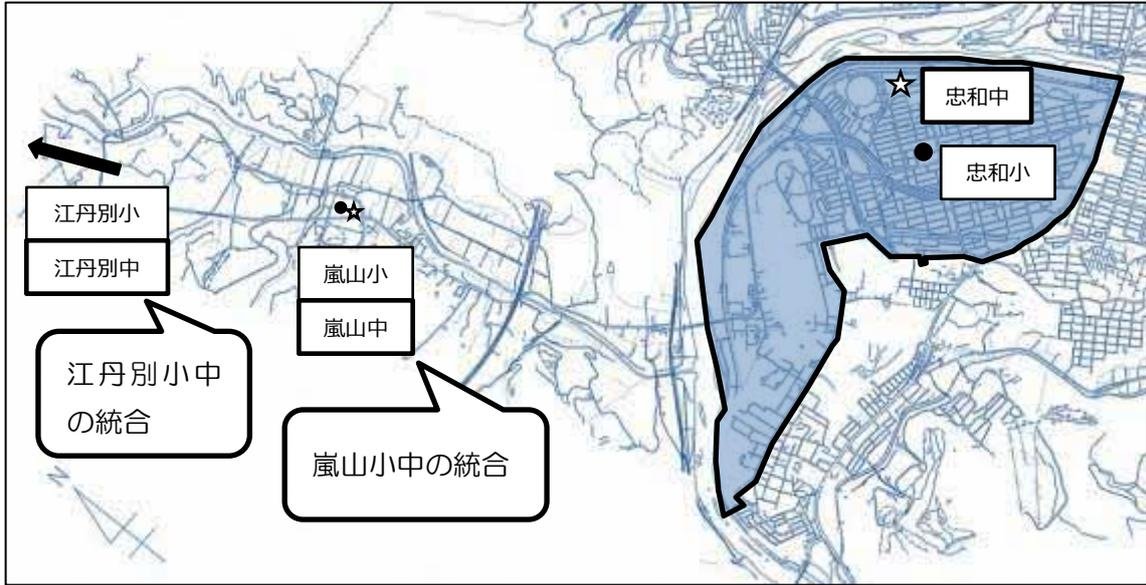 忠和中
忠和小
江丹別小
江丹別中
嵐山小
嵐山中
江丹別小中
の統合
嵐山小中の統合
N